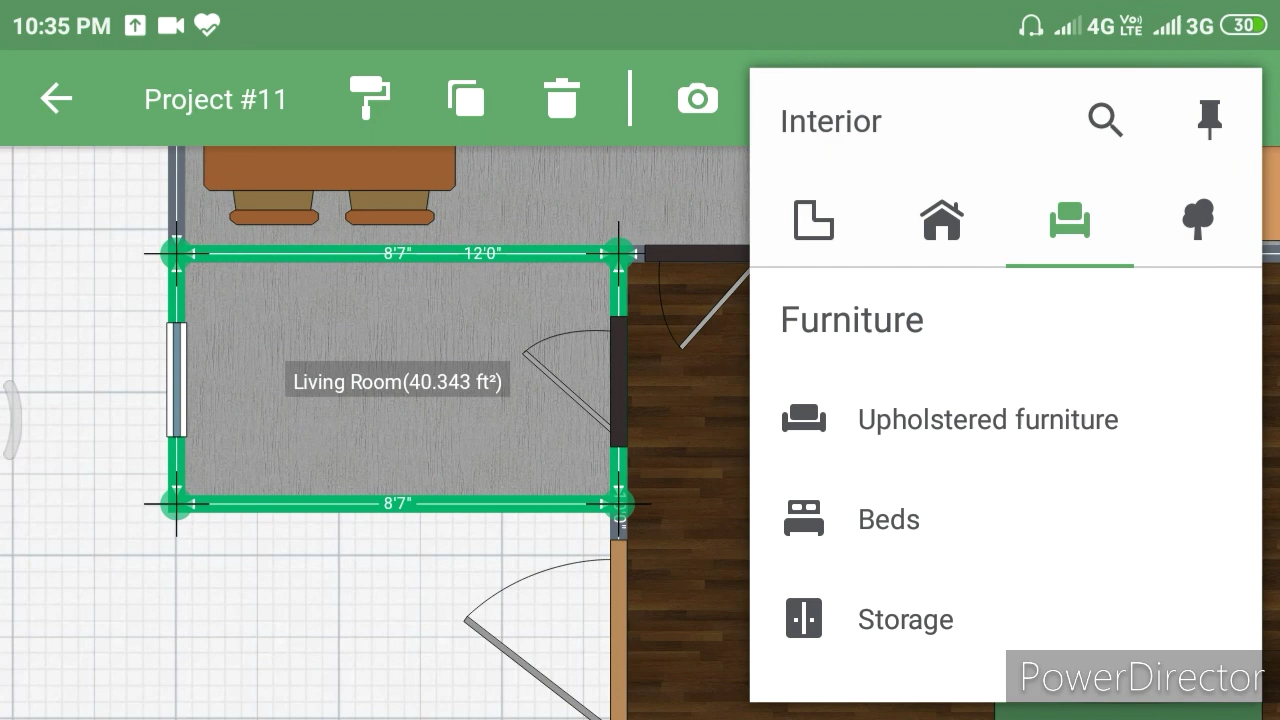 10:35 PM
4G VoLTE 3G 30
Project #11
Interior
8'7" 12'0"
Furniture
Living Room(40.343 ft²)
Upholstered furniture
8'7"
Beds
Storage
PowerDirector